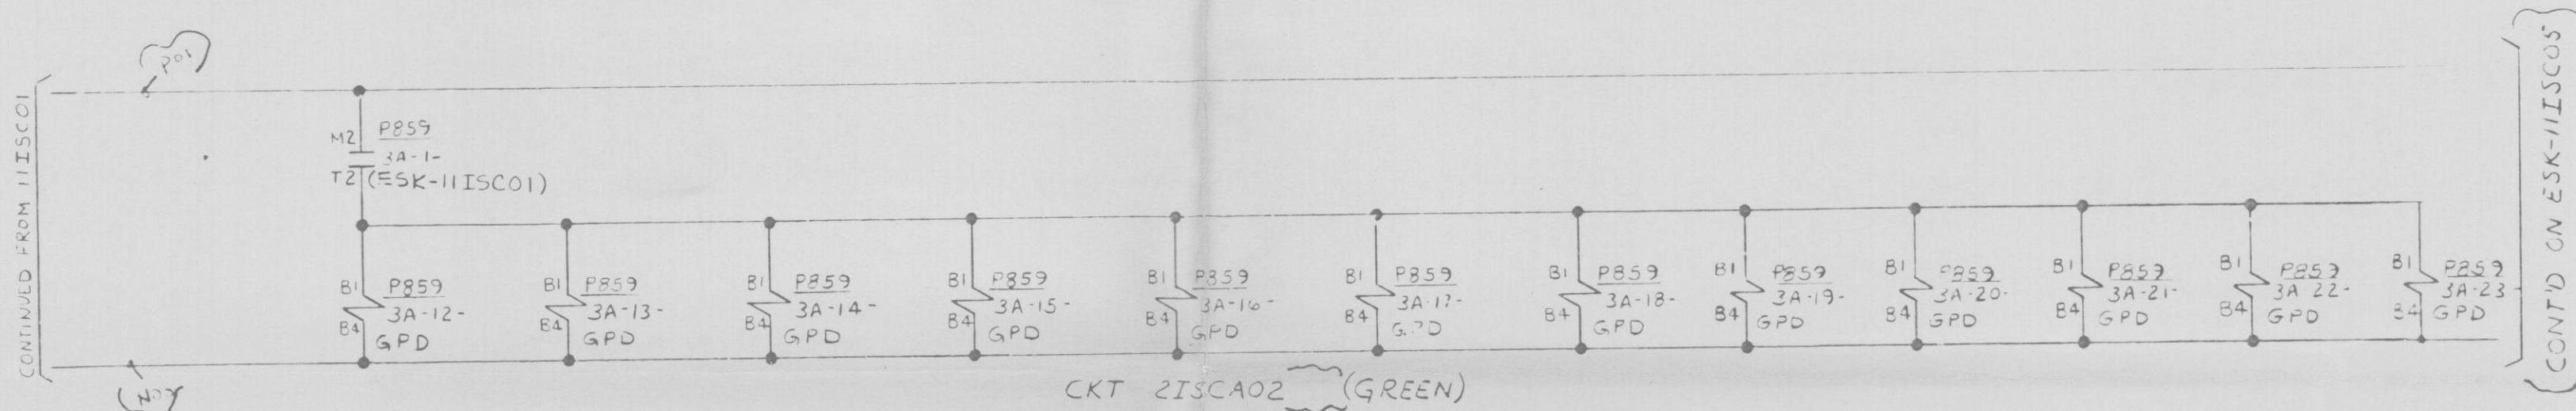 CONTINUED FROM 11ISC01
P01
M2 P859
3A-1-
T2 (ESK-11ISC01)
B1 P859
3A-12-
B4 GPD
B1 P859
3A-13-
B4 GPD
B1 P859
3A-14-
B4 GPD
B1 P859
3A-15-
B4 GPD
B1 P859
3A-16-
B4 GPD
B1 P859
3A-17-
B4 GPD
B1 P859
3A-18-
B4 GPD
B1 P859
3A-19-
B4 GPD
B1 P859
3A-20-
B4 GPD
B1 P859
3A-21-
B4 GPD
B1 P859
3A 22-
B4 GPD
B1 P859
3A-23-
B4 GPD
CKT 2ISCA02 (GREEN)
CONT'D ON ESK-11ISC05